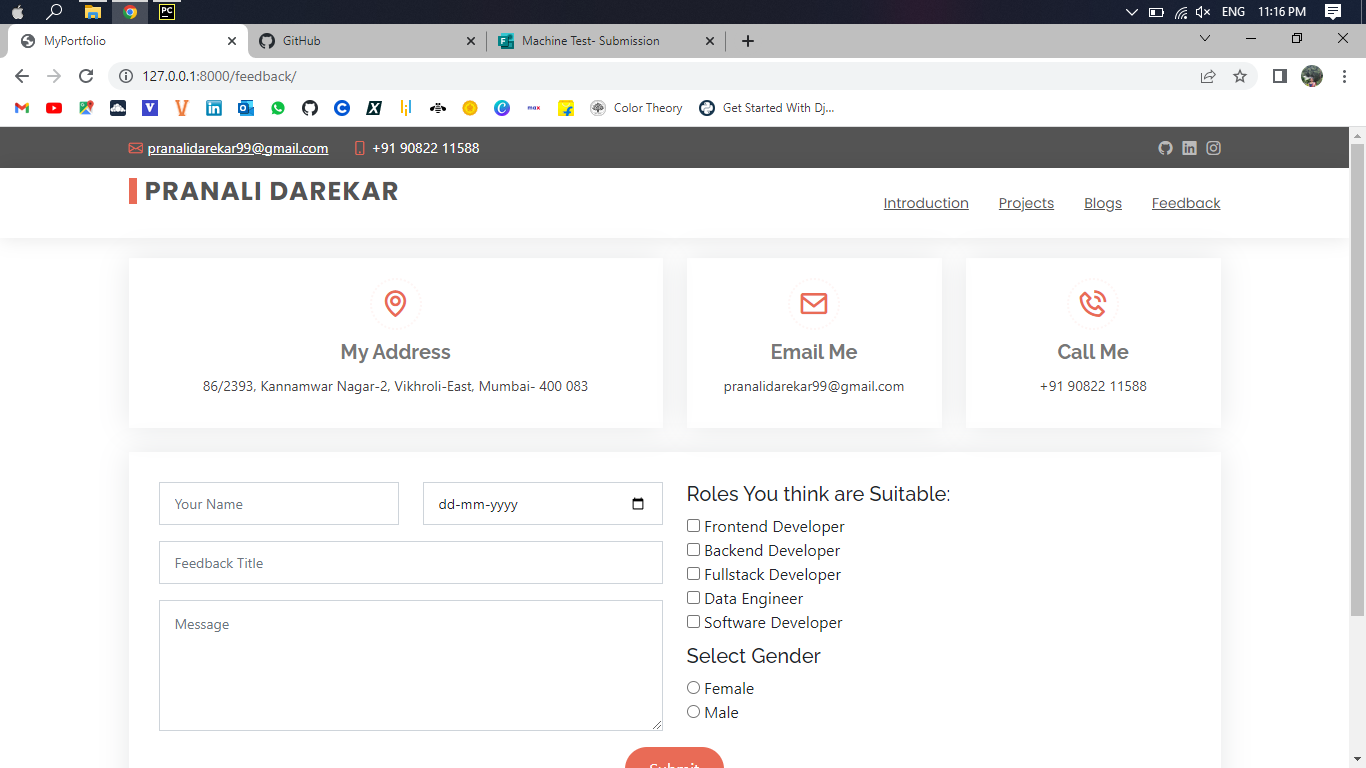 PC
ENG
11:16 PM
MyPortfolio
GitHub
Machine Test- Submission
127.0.0.1:8000/feedback/
Color Theory
Get Started With Dj...
pranalidarekar99@gmail.com
+91 90822 11588
PRANALI DAREKAR
Introduction
Projects
Blogs
Feedback
My Address
86/2393, Kannamwar Nagar-2, Vikhroli-East, Mumbai- 400 083
Email Me
pranalidarekar99@gmail.com
Call Me
+91 90822 11588
Your Name
dd-mm-yyyy
Feedback Title
Message
Roles You think are Suitable:
Frontend Developer
Backend Developer
Fullstack Developer
Data Engineer
Software Developer
Select Gender
Female
Male
Submit